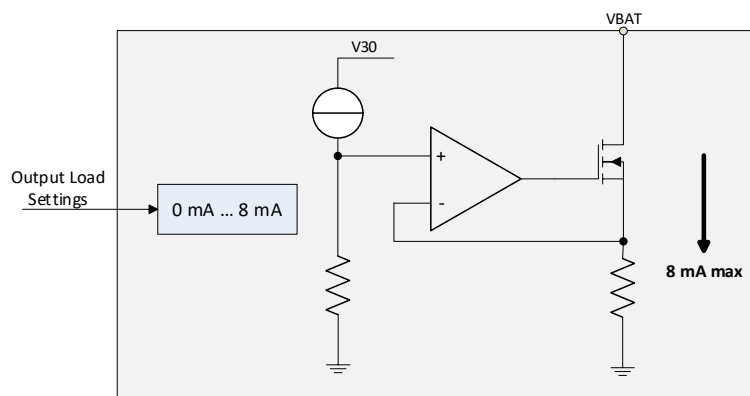 VBAT
V30
+
-
Output Load
Settings
0 mA ... 8 mA
8 mA max